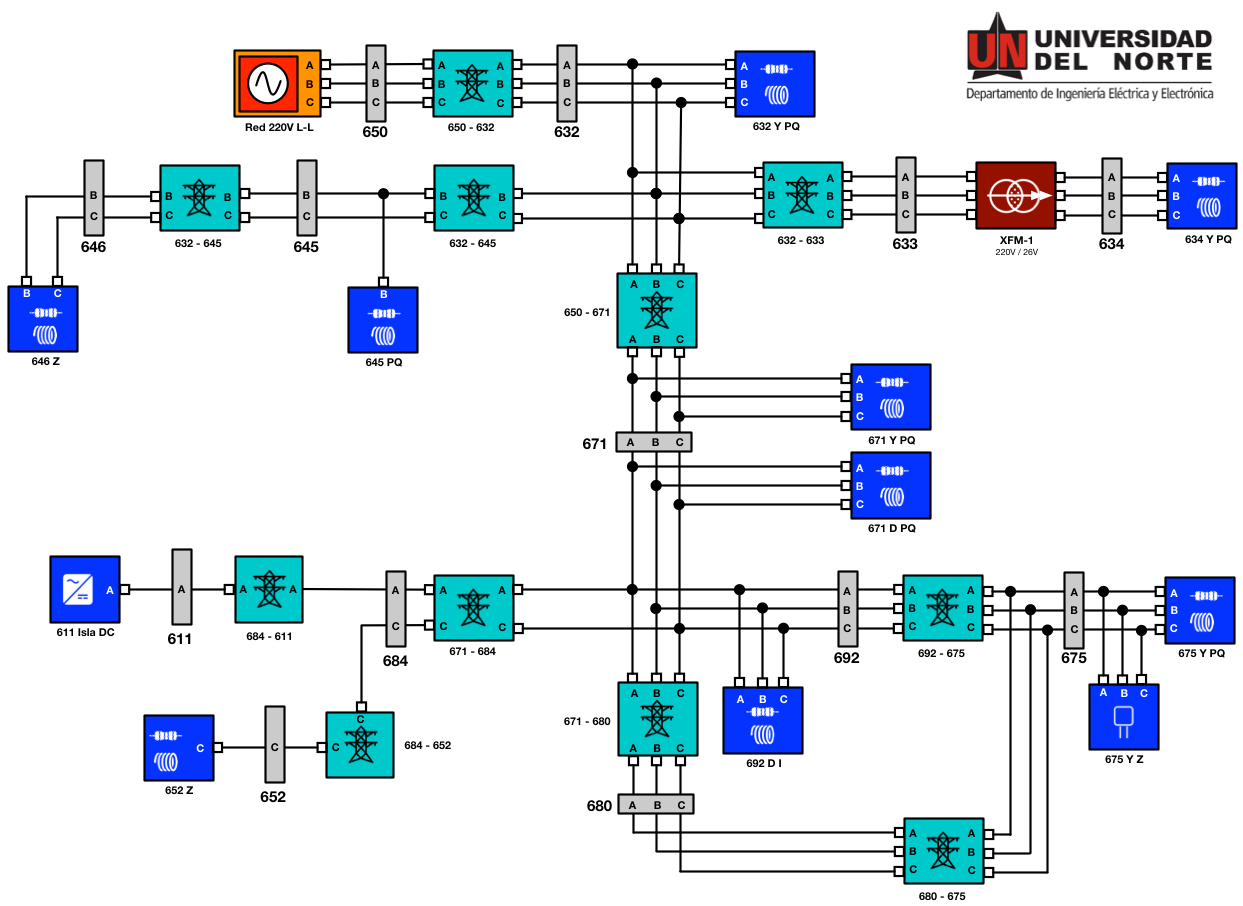 UN UNIVERSIDAD
DEL NORTE
Departamento de Ingeniería Eléctrica y Electrónica
A A A A A A
B B B B B B
C C C C C C
Red 220V L-L
650
650 - 632
632
632 Y PQ
B B B B B
C C C C C
646
632 - 645
645
632 - 645
A A A A A
B B B B B
C C C C C
632 - 633
633
XFM-1
220V / 26V
634
634 Y PQ
B C
646 Z
B
645 PQ
A B C
650 - 671
A B C
A
B
C
671 Y PQ
671
A B C
A
B
C
671 D PQ
A A A A A A A
C C C
611 Isla DC
611
684 - 611
684
671 - 684
A A A A A
B B B B B
C C C C C
692
692 - 675
675
675 Y PQ
A B C
671 - 680
A B C
A B C
692 D I
A B C
675 Y Z
C
C C C
652 Z
652
684 - 652
680
A B C
A A
B B
C C
680 - 675